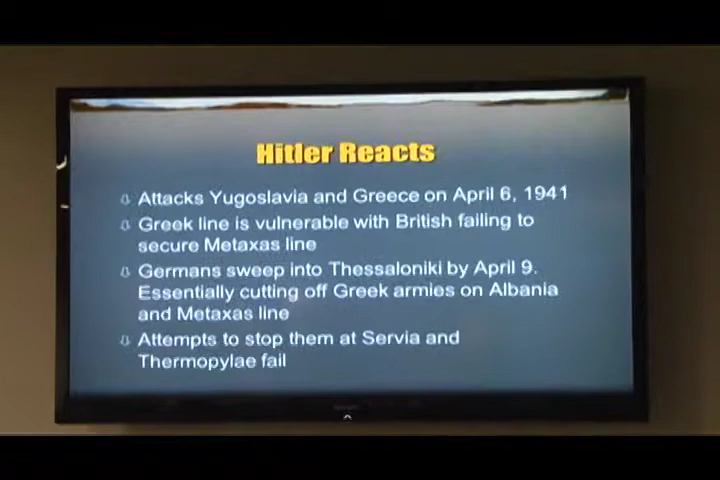 Hitler Reacts
Attacks Yugoslavia and Greece on April 6, 1941
Greek line is vulnerable with British failing to
secure Metaxas line
Germans sweep into Thessaloniki by April 9.
Essentially cutting off Greek armies on Albania
and Metaxas line
Attempts to stop them at Servia and
Thermopylae fail